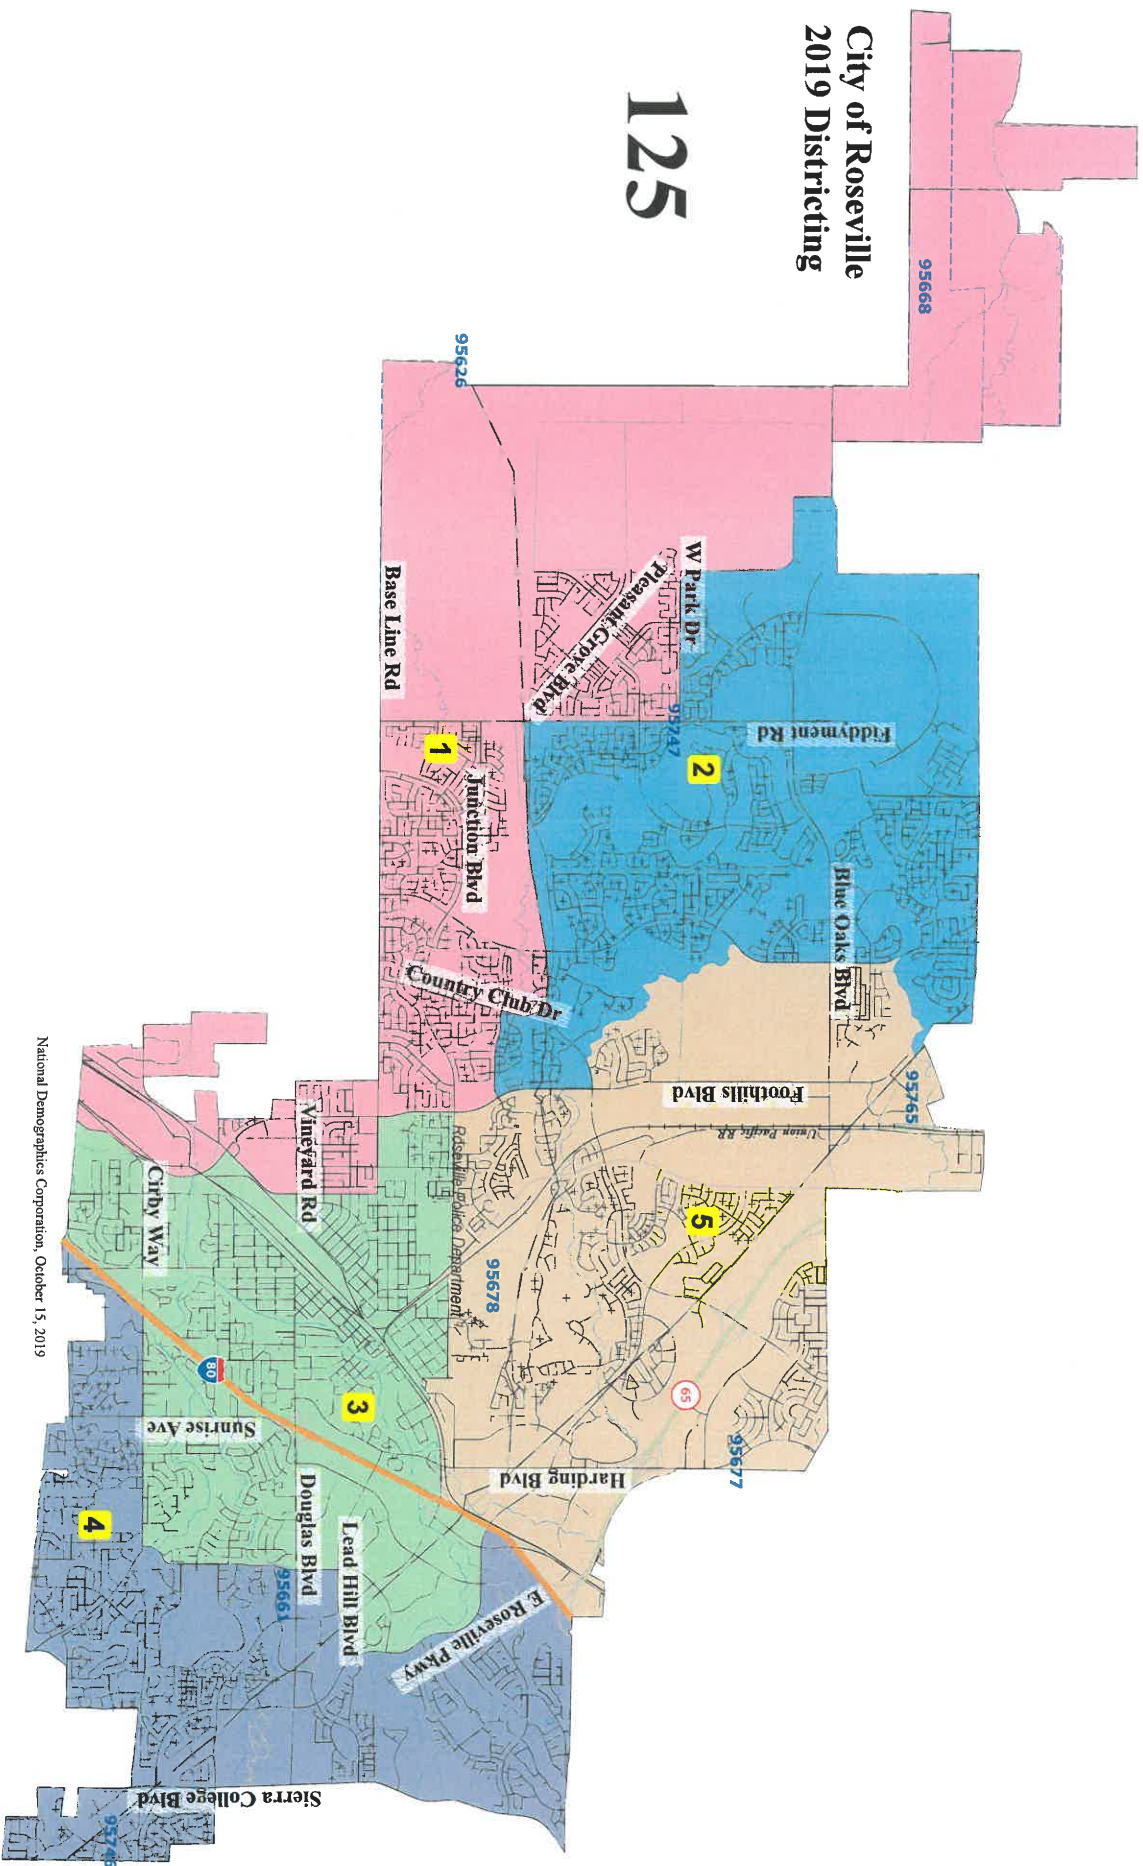 City of Roseville
2019 Districting
125
95668
95626
W Park Dr
Pleasant Grove Blvd
Base Line Rd
95747
Fiddyment Rd
2
1
Junction Blvd
Blue Oaks Blvd
Country Club Dr
95765
Foothills Blvd
Union Pacific RR
Vineyard Rd
Roseville Police Department
Cirby Way
5
95678
80
65
3
Sunrise Ave
95677
Harding Blvd
Douglas Blvd
Lead Hill Blvd
4
95661
E Roseville Pkwy
Sierra College Blvd
95746
National Demographics Corporation, October 15, 2019